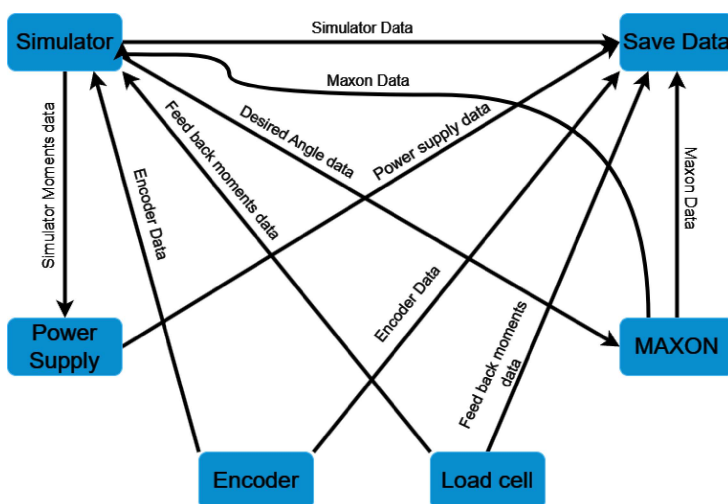 Simulator Data
Simulator
Save Data
Maxon Data
Feed back moments data
Desired Angle data
Power supply data
Simulator Moments data
Encoder Data
Maxon Data
Power
Supply
Encoder Data
Feed back moments
data
MAXON
Encoder
Load cell